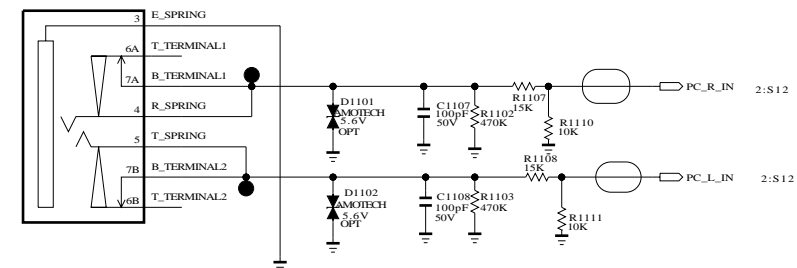 3 E_SPRING
6A T_TERMINAL1
7A B_TERMINAL1
4 R_SPRING
5 T_SPRING
7B B_TERMINAL2
6B T_TERMINAL2
D1101
AMOTECH
5.6V
OPT
C1107
100pF
50V
R1102
470K
R1107
15K
R1110
10K
PC_R_IN 2:S12
D1102
AMOTECH
5.6V
OPT
C1108
100pF
50V
R1103
470K
R1108
15K
R1111
10K
PC_L_IN 2:S12